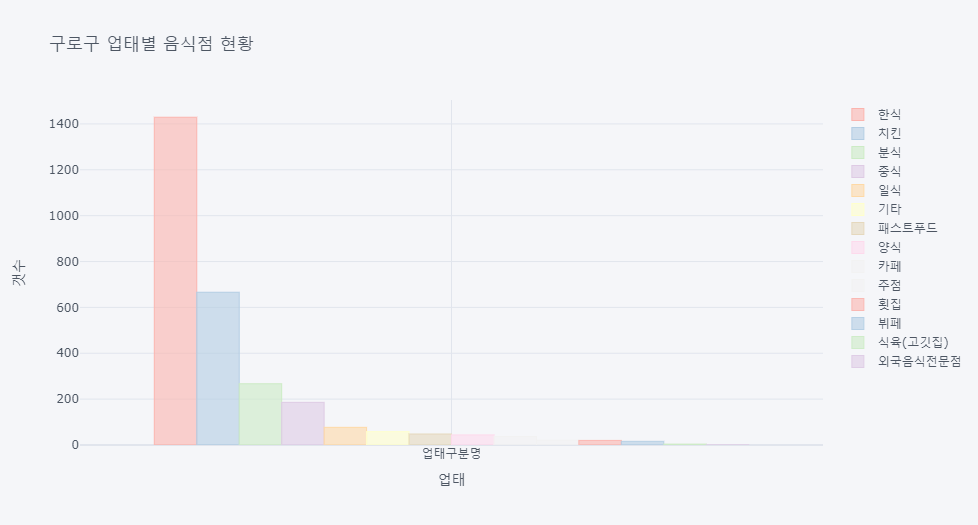 구로구 업태별 음식점 현황
1400
1200
1000
800
600
400
200
0
갯수
업태구분명
업태
한식
치킨
분식
중식
일식
기타
패스트푸드
양식
카페
주점
횟집
뷔페
식육(고깃집)
외국음식전문점